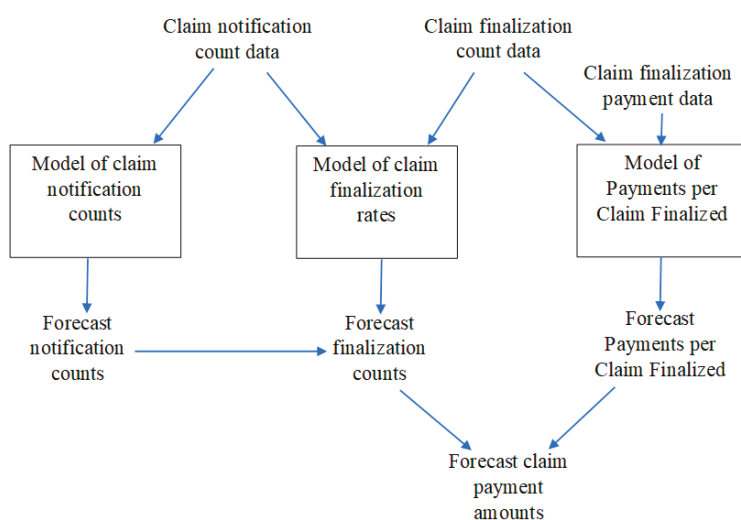 Claim notification
count data
Claim finalization
count data
Claim finalization
payment data
Model of claim
notification
counts
Model of claim
finalization
rates
Model of
Payments per
Claim Finalized
Forecast
notification
counts
Forecast
finalization
counts
Forecast
Payments per
Claim Finalized
Forecast claim
payment
amounts